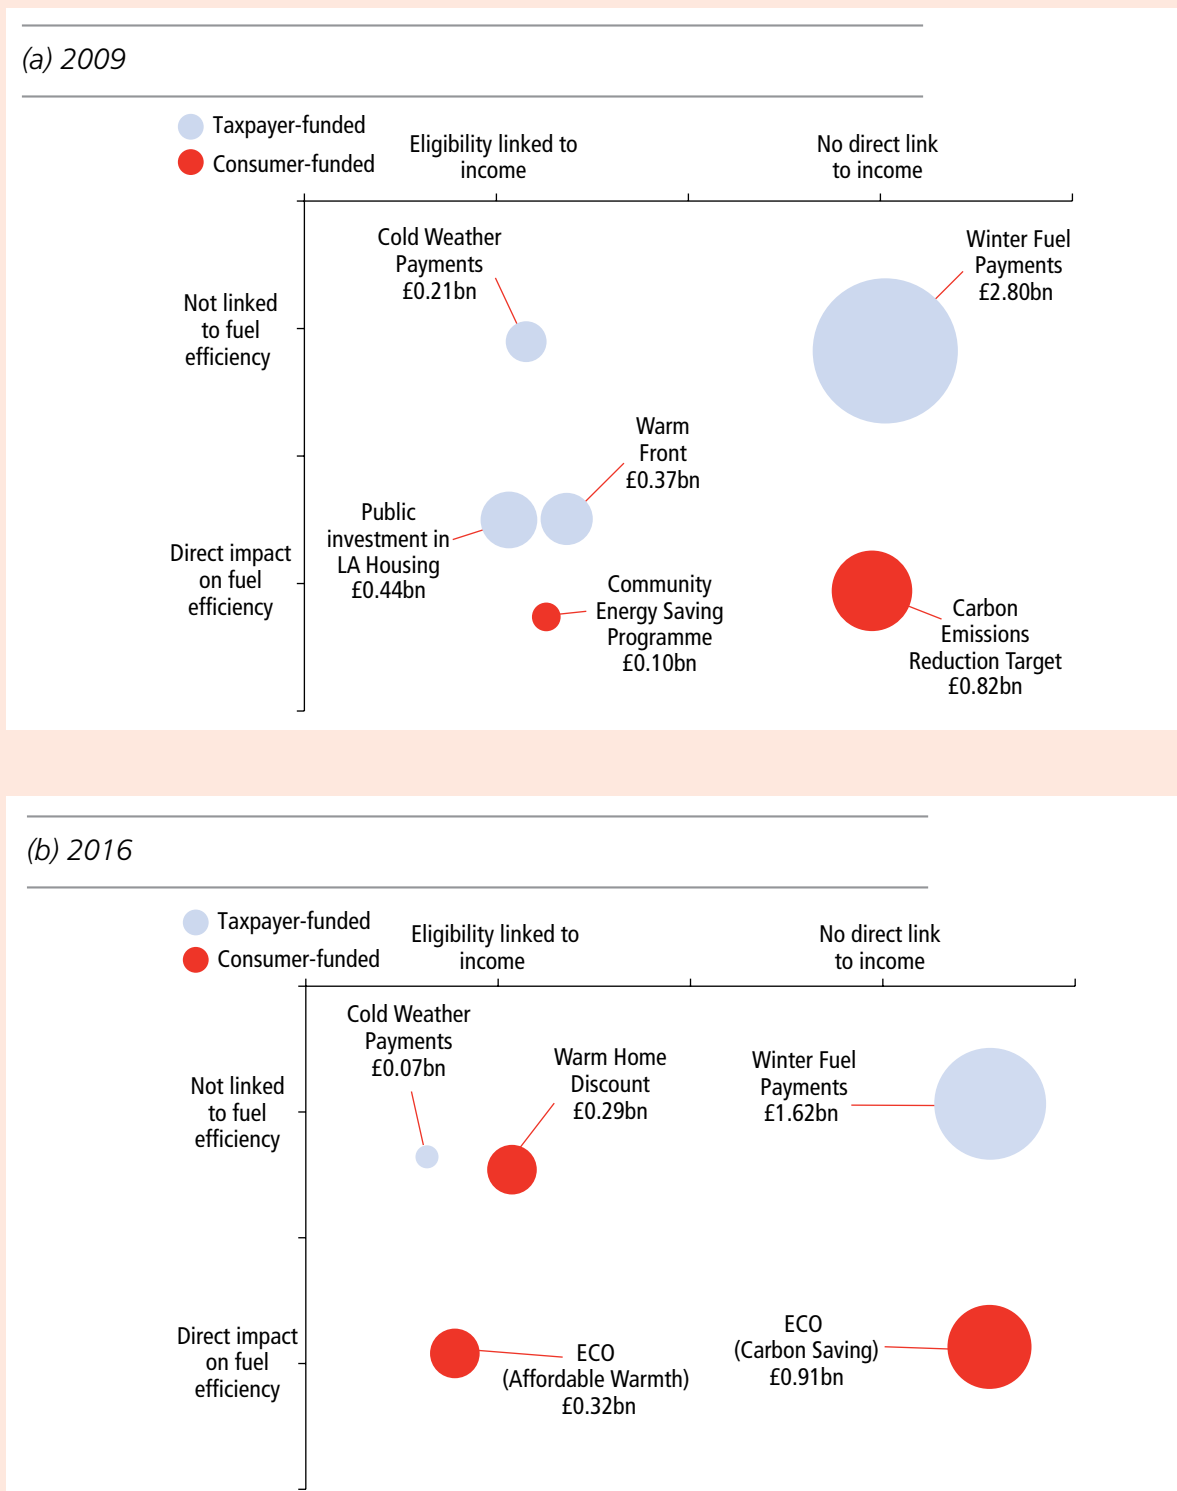 (a) 2009
Taxpayer-funded
Consumer-funded
Eligibility linked to
income
No direct link
to income
Cold Weather
Payments
£0.21bn
Winter Fuel
Payments
£2.80bn
Not linked
to fuel
efficiency
Warm
Front
£0.37bn
Public
investment in
LA Housing
£0.44bn
Direct impact
on fuel
efficiency
Community
Energy Saving
Programme
£0.10bn
Carbon
Emissions
Reduction Target
£0.82bn
(b) 2016
Taxpayer-funded
Consumer-funded
Eligibility linked to
income
No direct link
to income
Cold Weather
Payments
£0.07bn
Warm Home
Discount
£0.29bn
Winter Fuel
Payments
£1.62bn
Not linked
to fuel
efficiency
Direct impact
on fuel
efficiency
ECO
(Affordable Warmth)
£0.32bn
ECO
(Carbon Saving)
£0.91bn